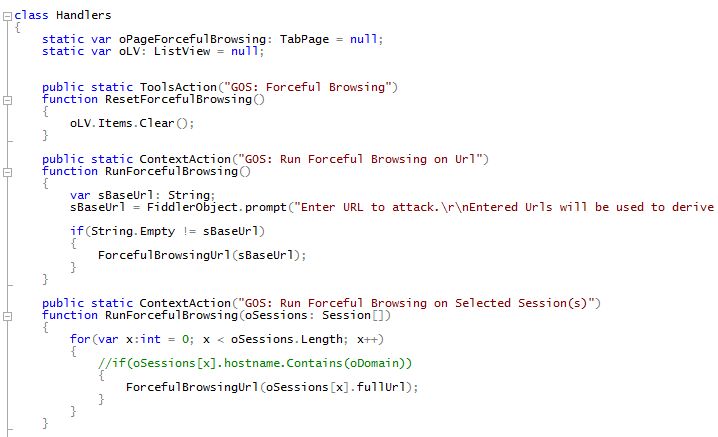 class Handlers
{
    static var oPageForcefulBrowsing: TabPage = null;
    static var oLV: ListView = null;
    public static ToolsAction("GOS: Forceful Browsing")
    function ResetForcefulBrowsing()
    {
        oLV.Items.Clear();
    }
    public static ContextAction("GOS: Run Forceful Browsing on Url")
    function RunForcefulBrowsing()
    {
        var sBaseUrl: String;
        sBaseUrl = FiddlerObject.prompt("Enter URL to attack.\r\nEntered Urls will be used to derive
        if(String.Empty != sBaseUrl)
        {
            ForcefulBrowsingUrl(sBaseUrl);
        }
    }
    public static ContextAction("GOS: Run Forceful Browsing on Selected Session(s)")
    function RunForcefulBrowsing(oSessions: Session[])
    {
        for(var x:int = 0; x < oSessions.Length; x++)
        {
            //if(oSessions[x].hostname.Contains(oDomain))
            {
                ForcefulBrowsingUrl(oSessions[x].fullUrl);
            }
        }
    }